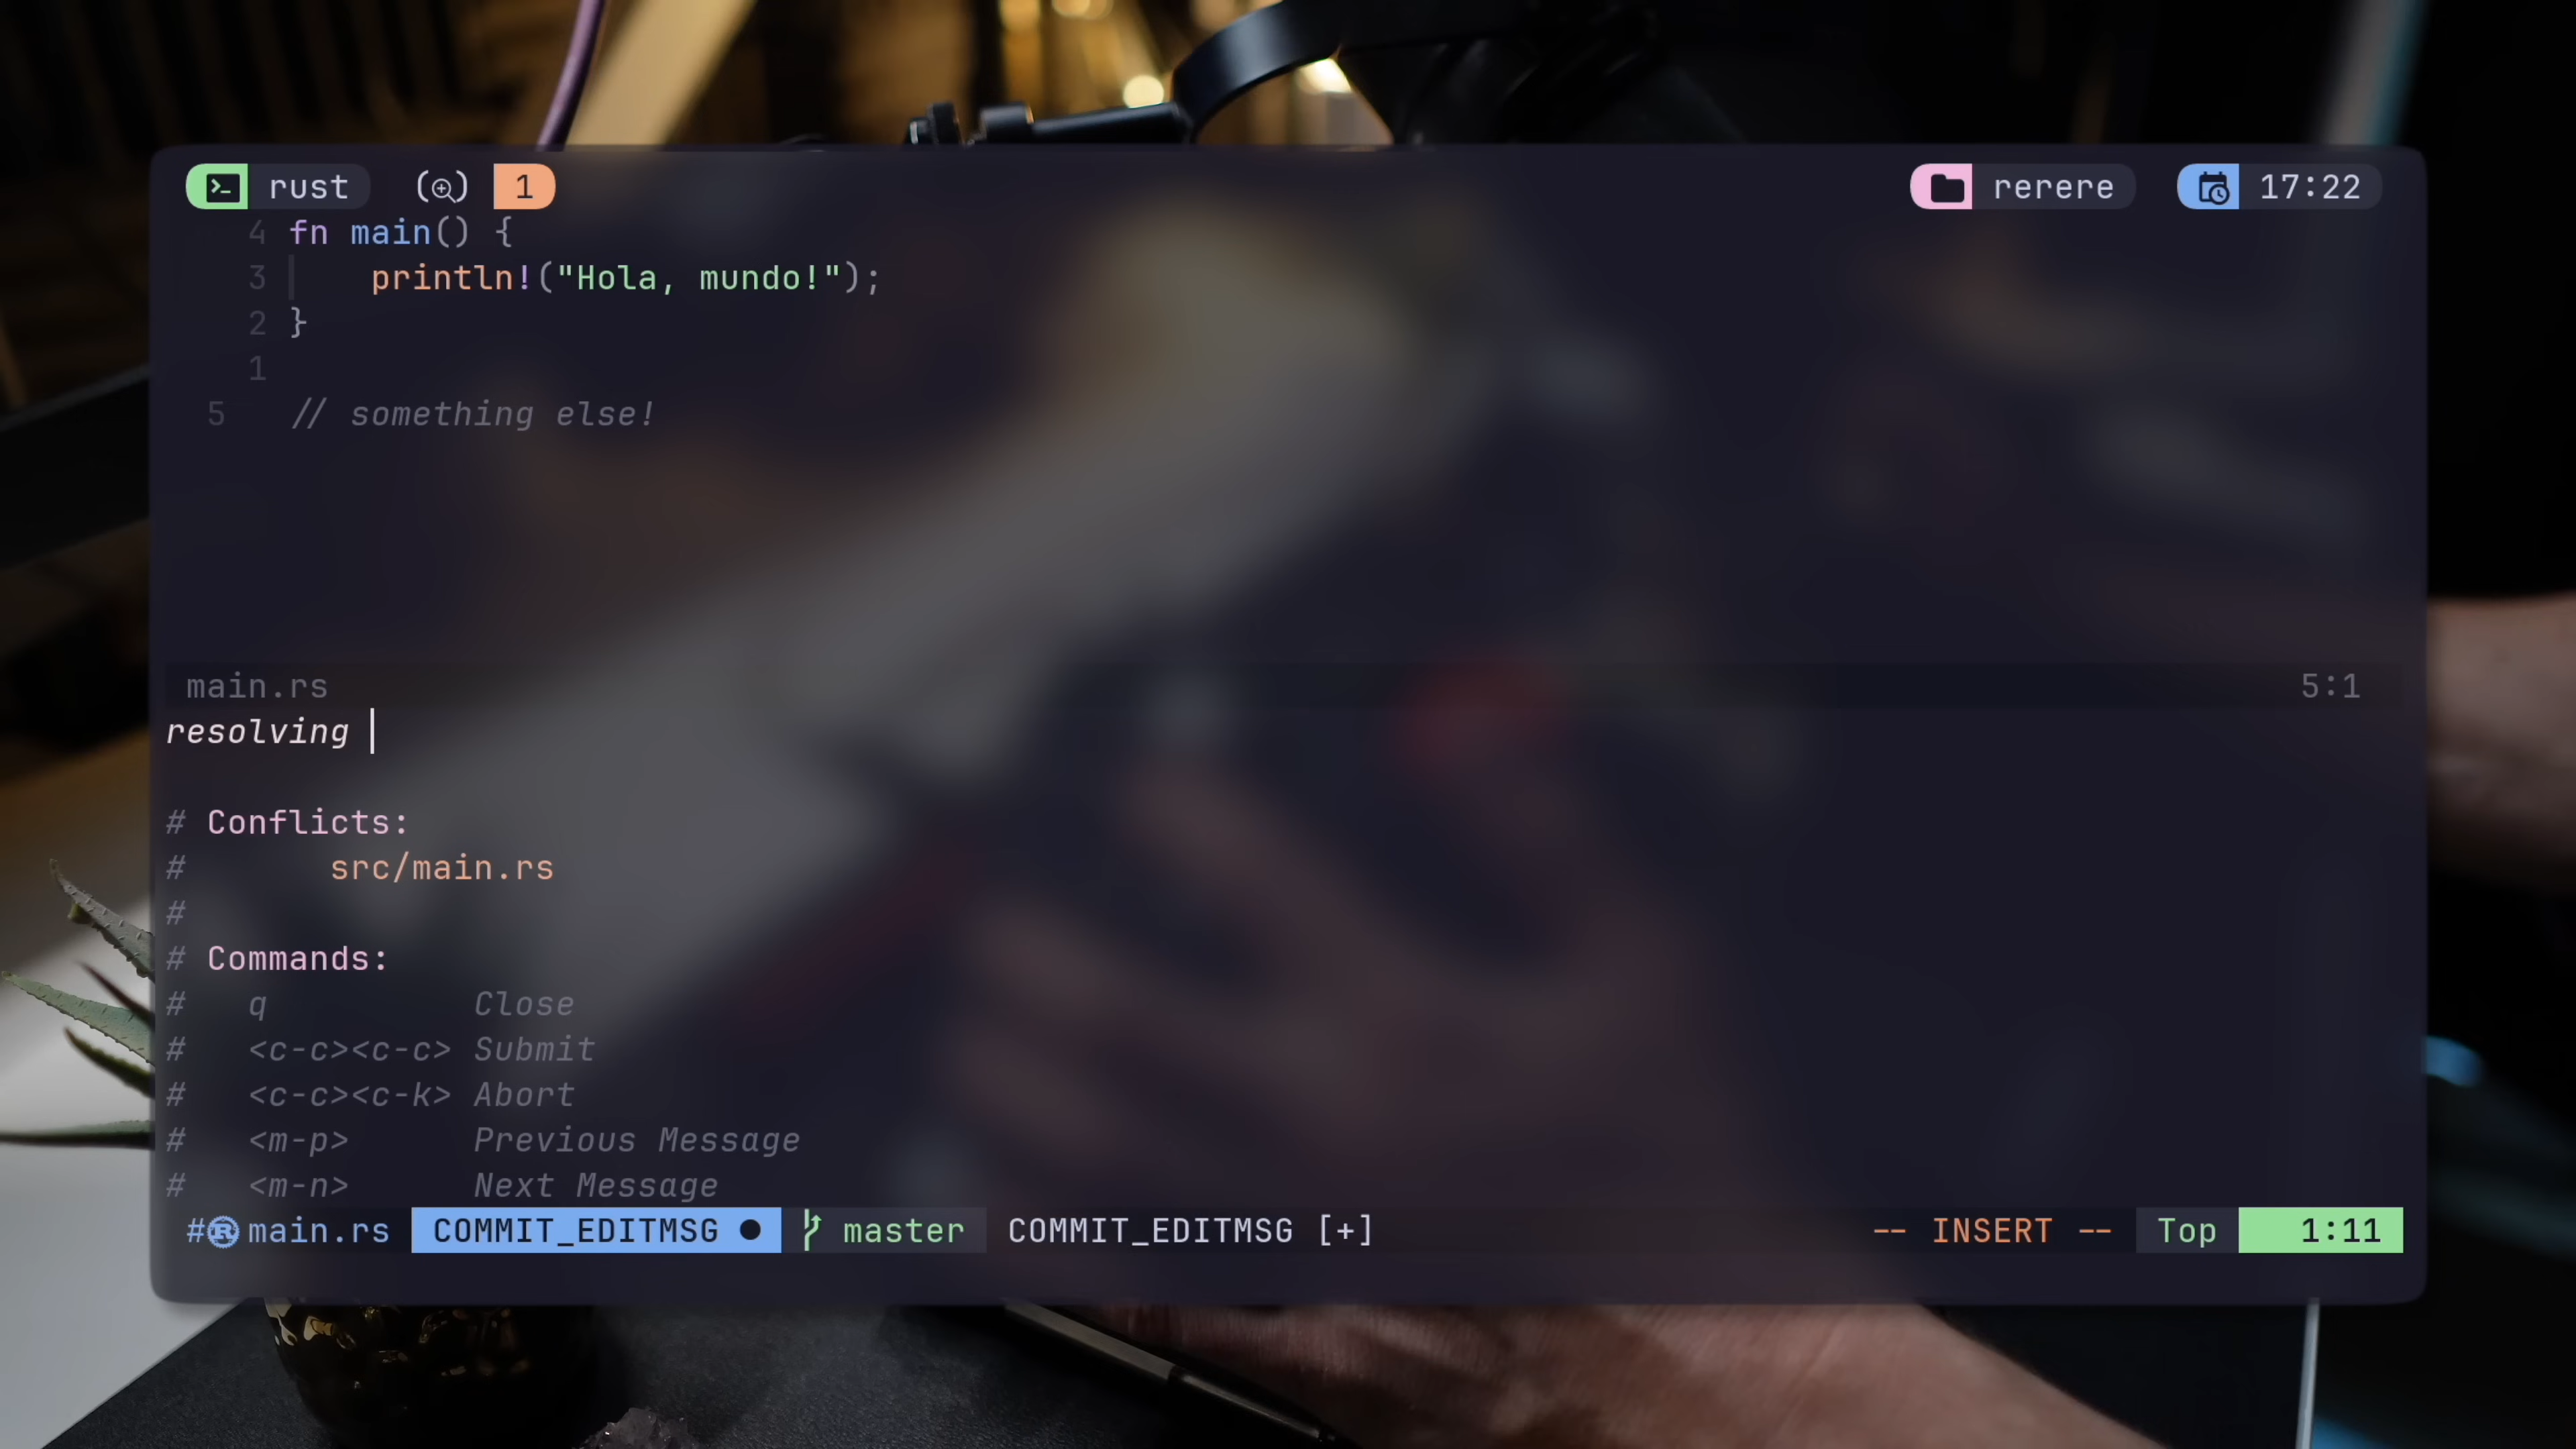 rust 1 rerere 17:22
4 fn main() {
3 println!("Hola, mundo!");
2 }
1
5 // something else!
main.rs 5:1
resolving
# Conflicts:
# src/main.rs
#
# Commands:
# q Close
# <c-c><c-c> Submit
# <c-c><c-k> Abort
# <m-p> Previous Message
# <m-n> Next Message
# main.rs COMMIT_EDITMSG ● master COMMIT_EDITMSG [+] -- INSERT -- Top 1:11